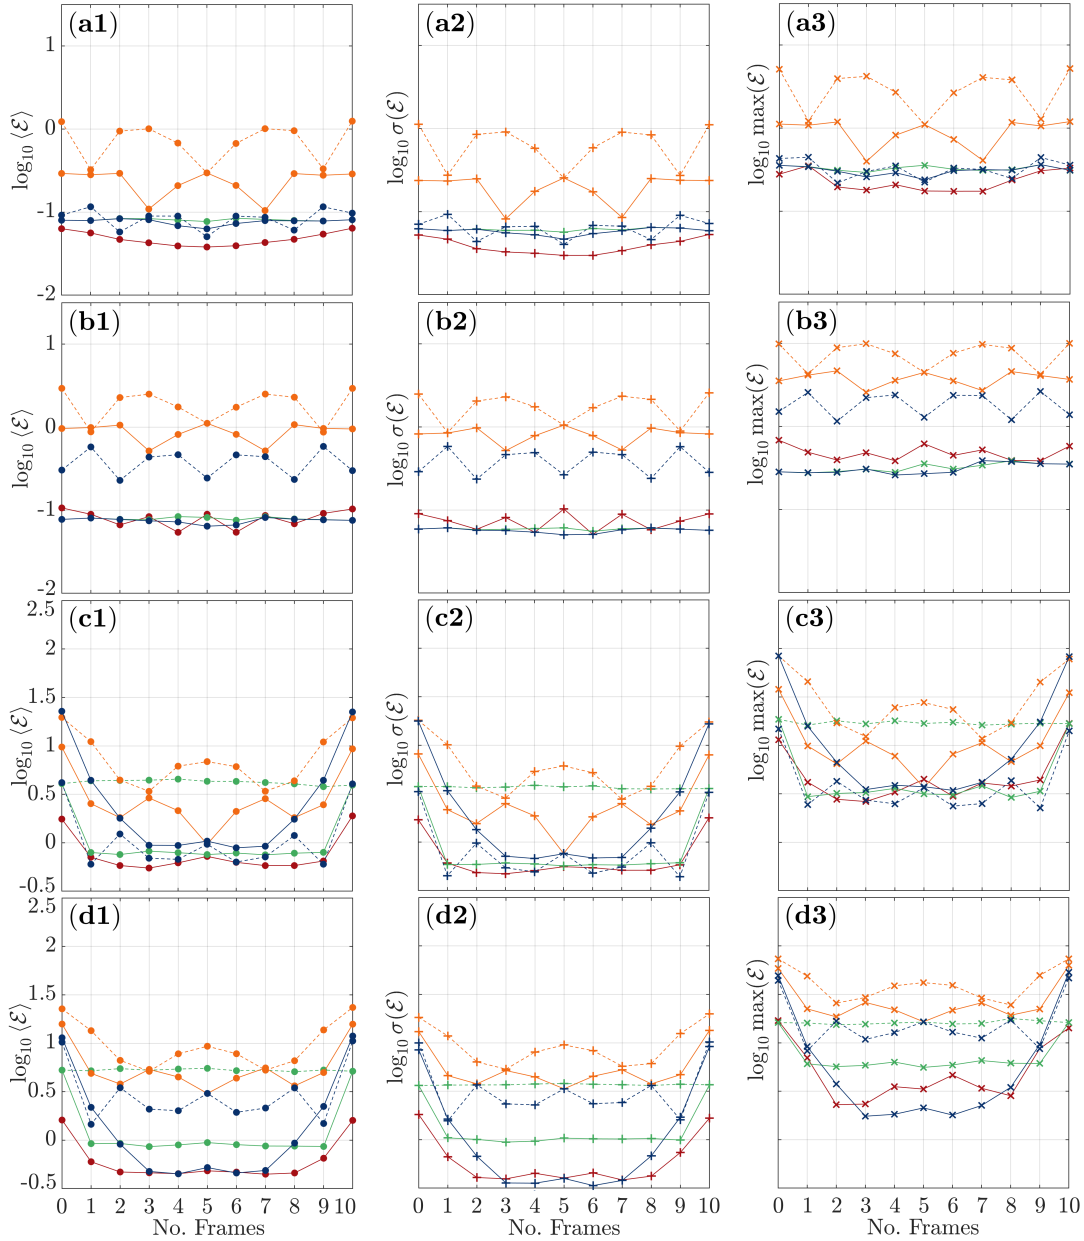 (a1)
1
0
-1
-2
log10 ⟨ℰ⟩
(a2)
log10 σ(ℰ)
(a3)
log10 max(ℰ)
(b1)
1
0
-1
-2
log10 ⟨ℰ⟩
(b2)
log10 σ(ℰ)
(b3)
log10 max(ℰ)
(c1)
2.5
2
1.5
1
0.5
0
-0.5
log10 ⟨ℰ⟩
(c2)
log10 σ(ℰ)
(c3)
log10 max(ℰ)
(d1)
2.5
2
1.5
1
0.5
0
-0.5
log10 ⟨ℰ⟩
0 1 2 3 4 5 6 7 8 9 10
No. Frames
(d2)
log10 σ(ℰ)
0 1 2 3 4 5 6 7 8 9 10
No. Frames
(d3)
log10 max(ℰ)
0 1 2 3 4 5 6 7 8 9 10
No. Frames